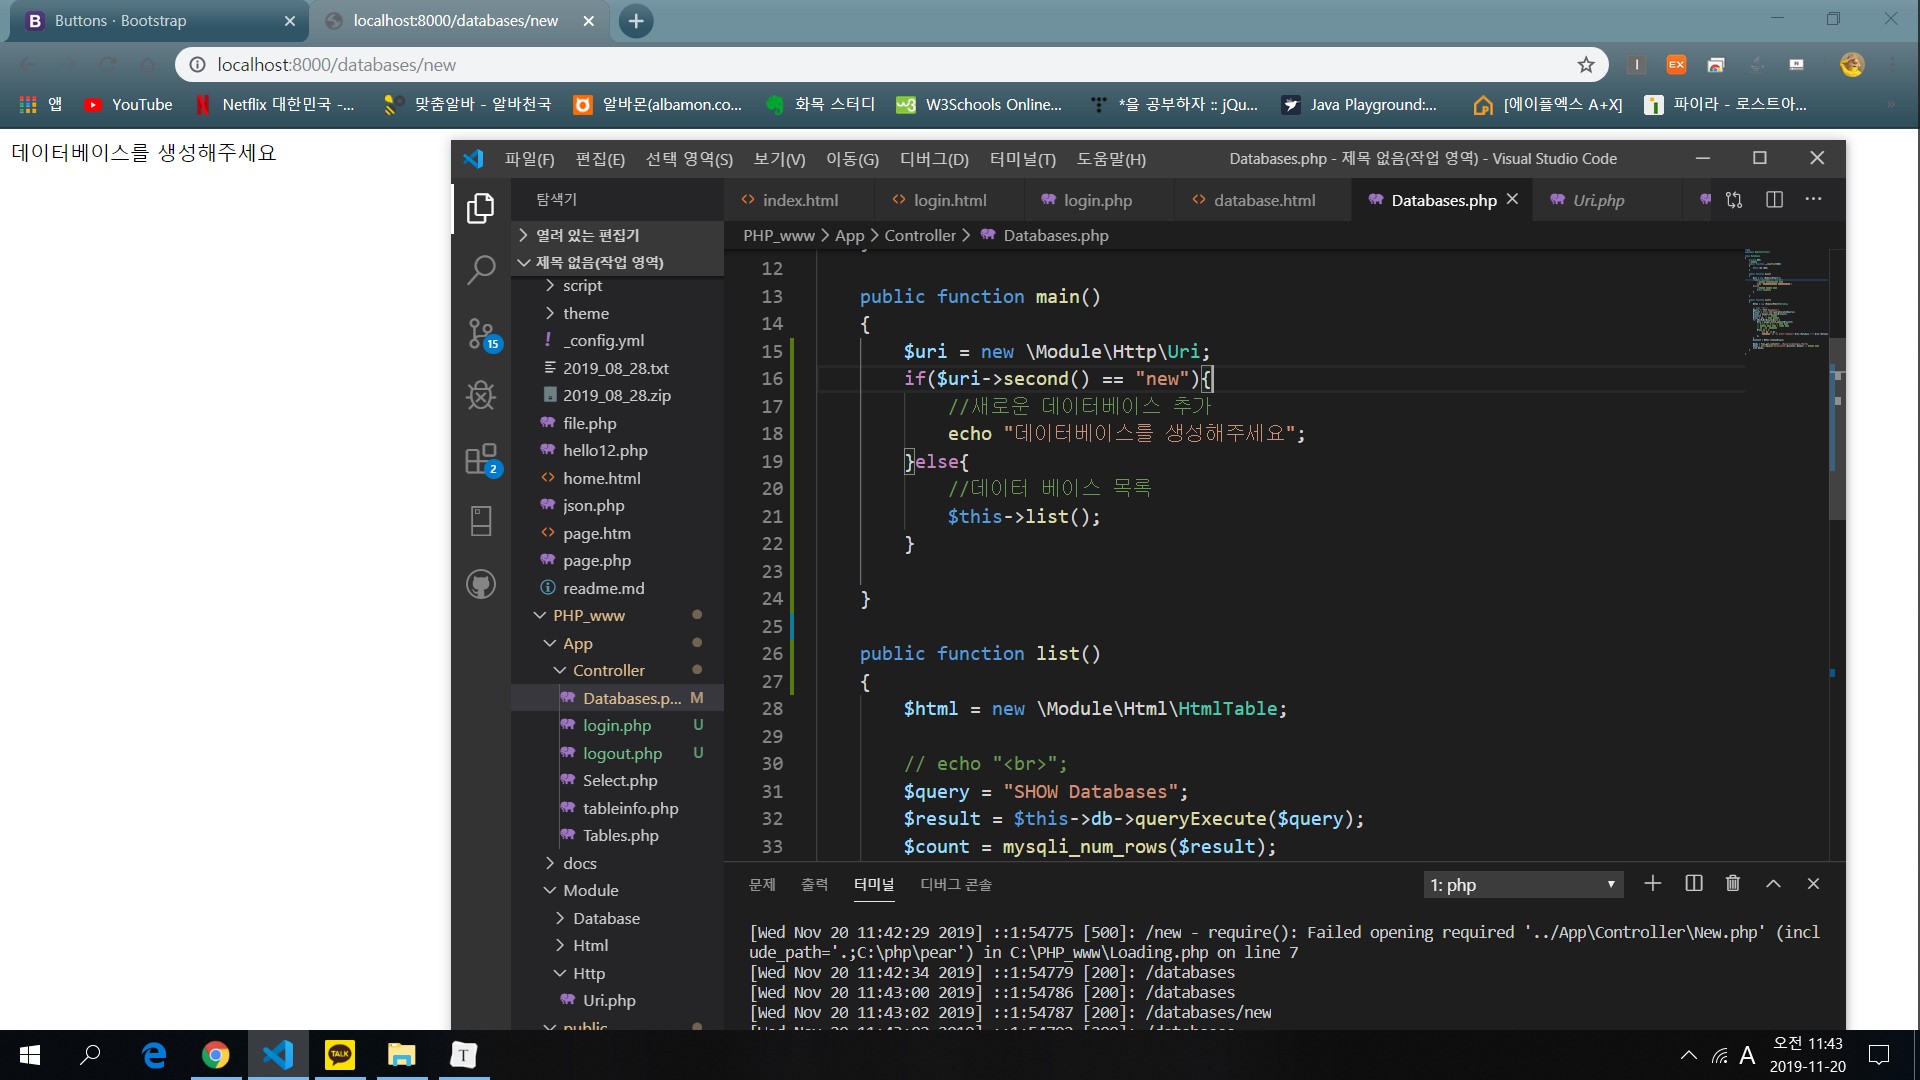 Buttons · Bootstrap
localhost:8000/databases/new
localhost:8000/databases/new
앱
YouTube
Netflix 대한민국 -...
맞춤알바 - 알바천국
알바몬(albamon.co...
화목 스터디
W3Schools Online...
*을 공부하자 :: jQu...
Java Playground:...
[에이플엑스 A+X]
파이라 - 로스트아...
데이터베이스를 생성해주세요
파일(F) 편집(E) 선택 영역(S) 보기(V) 이동(G) 디버그(D) 터미널(T) 도움말(H)
Databases.php - 제목 없음(작업 영역) - Visual Studio Code
탐색기
index.html
login.html
login.php
database.html
Databases.php
Uri.php
열려 있는 편집기
제목 없음(작업 영역)
script
theme
_config.yml
2019_08_28.txt
2019_08_28.zip
file.php
hello12.php
home.html
json.php
page.htm
page.php
readme.md
PHP_www
App
Controller
Databases.p... M
login.php U
logout.php U
Select.php
tableinfo.php
Tables.php
docs
Module
Database
Html
Http
Uri.php
public
15
2
PHP_www > App > Controller > Databases.php
12
13 public function main()
14 {
15 $uri = new \Module\Http\Uri;
16 if($uri->second() == "new"){
17 //새로운 데이터베이스 추가
18 echo "데이터베이스를 생성해주세요";
19 }else{
20 //데이터 베이스 목록
21 $this->list();
22 }
23
24 }
25
26 public function list()
27 {
28 $html = new \Module\Html\HtmlTable;
29
30 // echo "<br>";
31 $query = "SHOW Databases";
32 $result = $this->db->queryExecute($query);
33 $count = mysqli_num_rows($result);
문제 출력 터미널 디버그 콘솔
1: php
[Wed Nov 20 11:42:29 2019] ::1:54775 [500]: /new - require(): Failed opening required '../App\Controller\New.php' (incl
ude_path='.;C:\php\pear') in C:\PHP_www\Loading.php on line 7
[Wed Nov 20 11:42:34 2019] ::1:54779 [200]: /databases
[Wed Nov 20 11:43:00 2019] ::1:54786 [200]: /databases
[Wed Nov 20 11:43:02 2019] ::1:54787 [200]: /databases/new
TALK
T
A
오전 11:43
2019-11-20